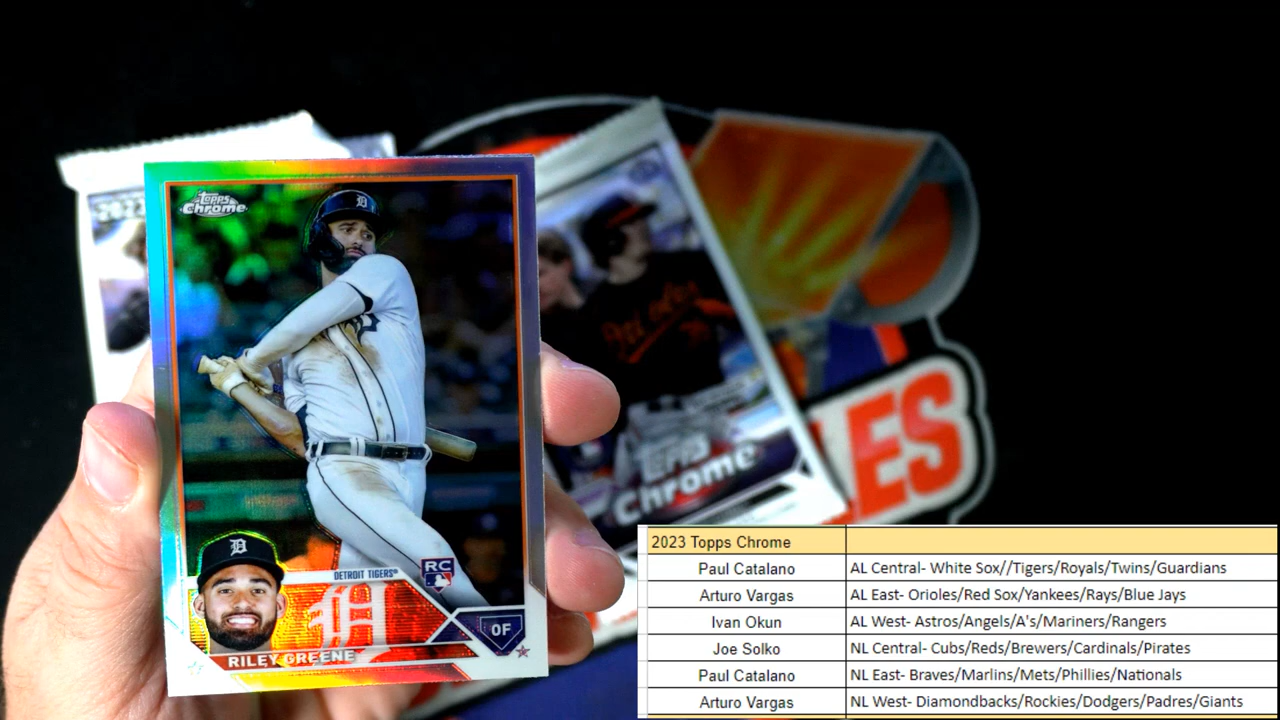 topps
Chrome
DETROIT TIGERS®
RC
OF
RILEY GREENE
Chrome
ES
2023 Topps Chrome
Paul Catalano AL Central- White Sox//Tigers/Royals/Twins/Guardians
Arturo Vargas AL East- Orioles/Red Sox/Yankees/Rays/Blue Jays
Ivan Okun AL West- Astros/Angels/A's/Mariners/Rangers
Joe Solko NL Central- Cubs/Reds/Brewers/Cardinals/Pirates
Paul Catalano NL East- Braves/Marlins/Mets/Phillies/Nationals
Arturo Vargas NL West- Diamondbacks/Rockies/Dodgers/Padres/Giants